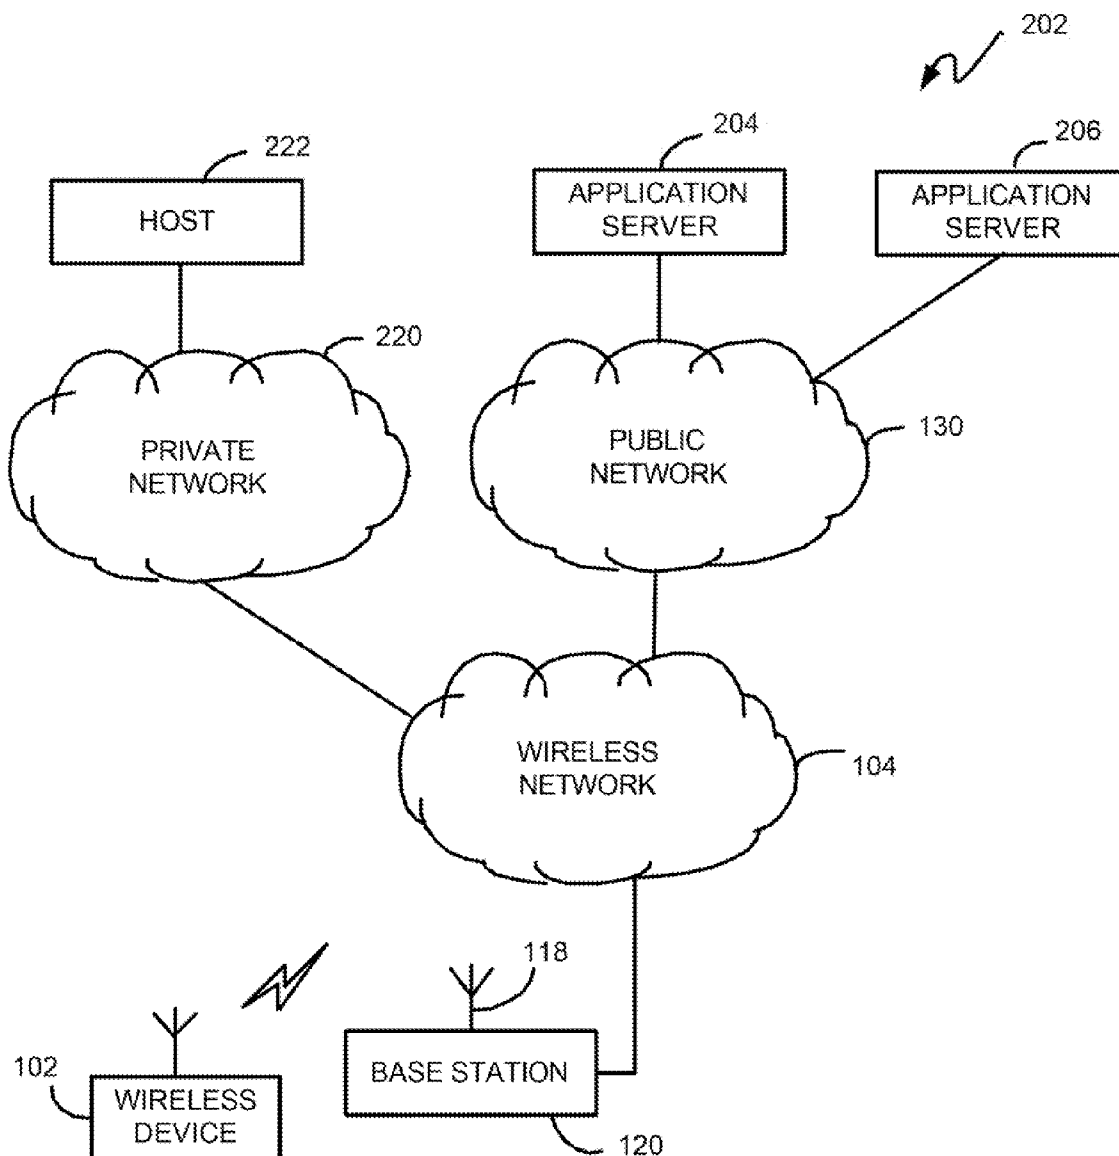 202
222
204
206
HOST
APPLICATION
SERVER
APPLICATION
SERVER
220
PRIVATE
NETWORK
PUBLIC
NETWORK
130
WIRELESS
NETWORK
104
118
102
WIRELESS
DEVICE
BASE STATION
120